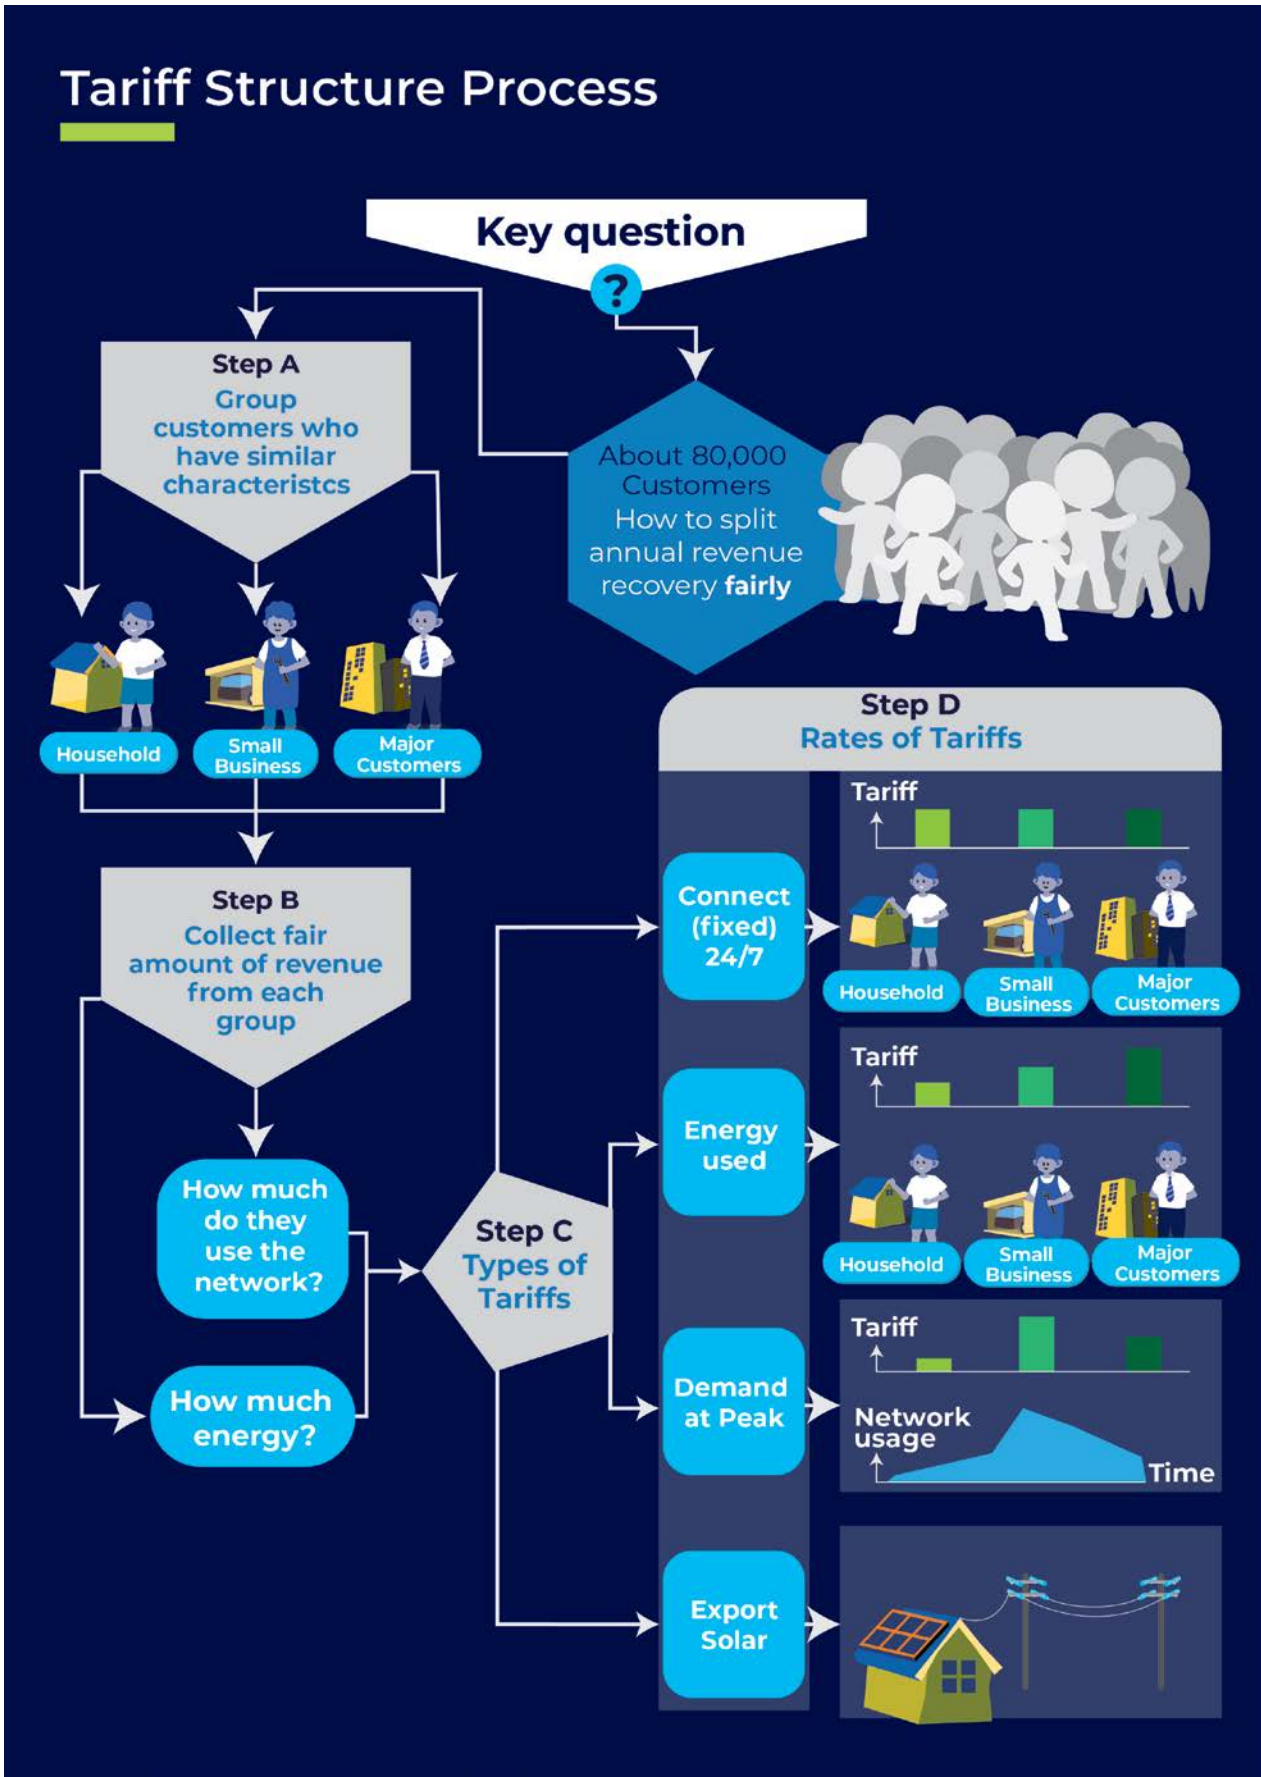 Tariff Structure Process
Key question
?
About 80,000
Customers
How to split
annual revenue
recovery fairly
Step A
Group
customers who
have similar
characteristcs
Household
Small
Business
Major
Customers
Step B
Collect fair
amount of revenue
from each
group
How much
do they
use the
network?
How much
energy?
Step C
Types of
Tariffs
Step D
Rates of Tariffs
Connect
(fixed)
24/7
Tariff
Household
Small
Business
Major
Customers
Energy
used
Tariff
Household
Small
Business
Major
Customers
Demand
at Peak
Tariff
Network
usage
Time
Export
Solar